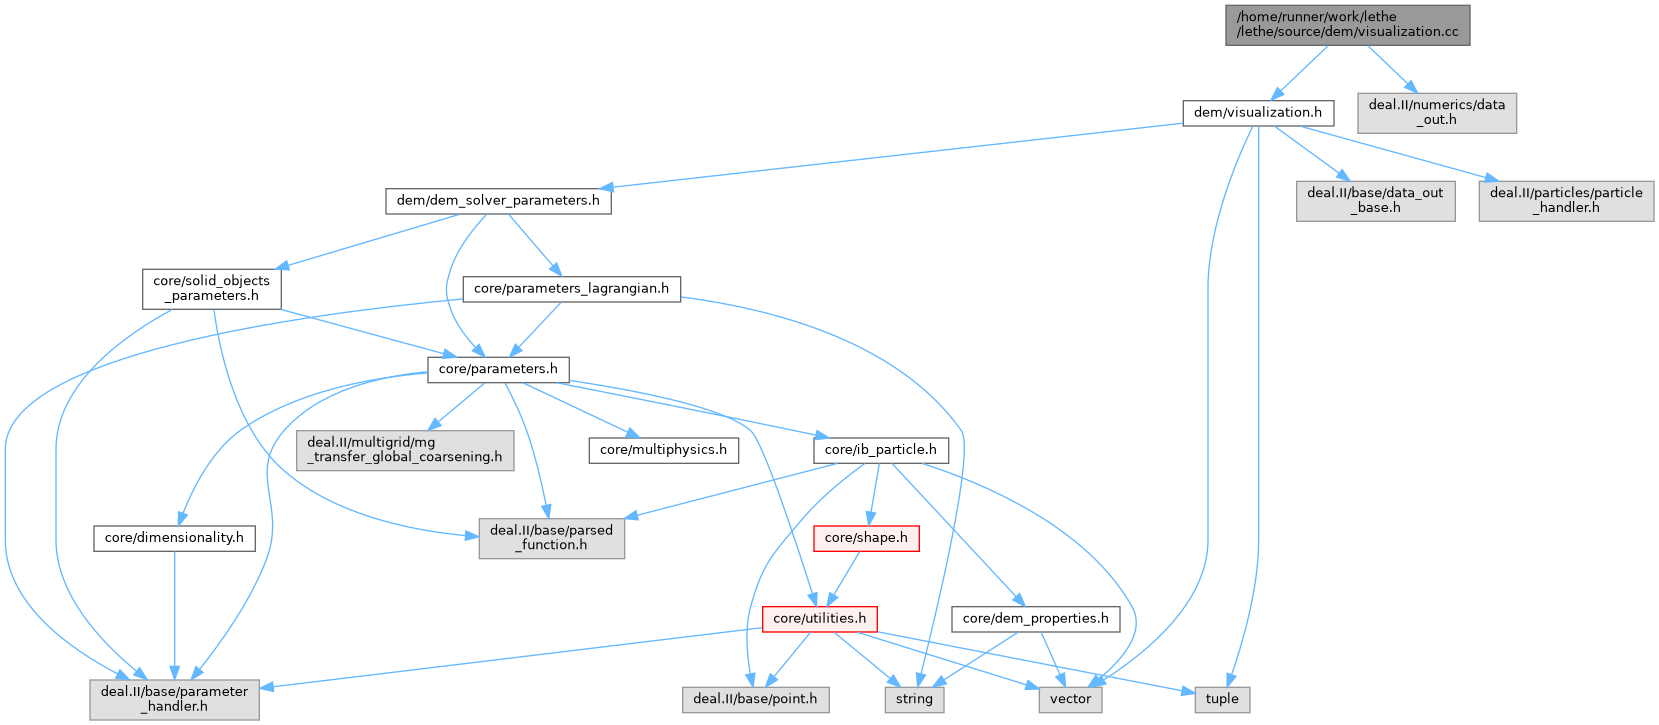 /home/runner/work/lethe
/lethe/source/dem/visualization.cc
dem/visualization.h
deal.II/numerics/data
_out.h
dem/dem_solver_parameters.h
deal.II/base/data_out
_base.h
deal.II/particles/particle
_handler.h
core/solid_objects
_parameters.h
core/parameters_lagrangian.h
core/parameters.h
deal.II/multigrid/mg
_transfer_global_coarsening.h
core/multiphysics.h
core/ib_particle.h
core/dimensionality.h
deal.II/base/parsed
_function.h
core/shape.h
core/utilities.h
core/dem_properties.h
deal.II/base/parameter
_handler.h
deal.II/base/point.h
string
vector
tuple